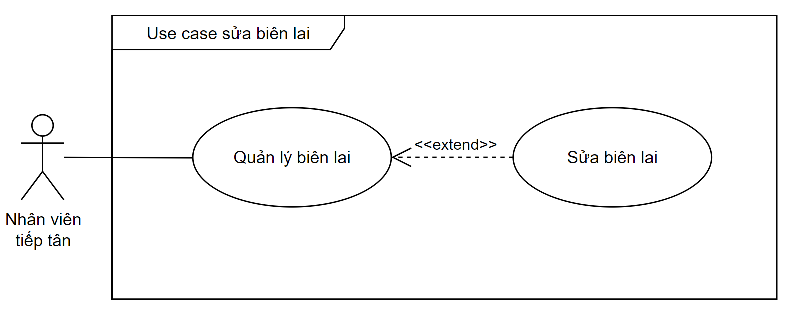 Use case sửa biên lai
Quản lý biên lai
<<extend>>
Sửa biên lai
Nhân viên
tiếp tân